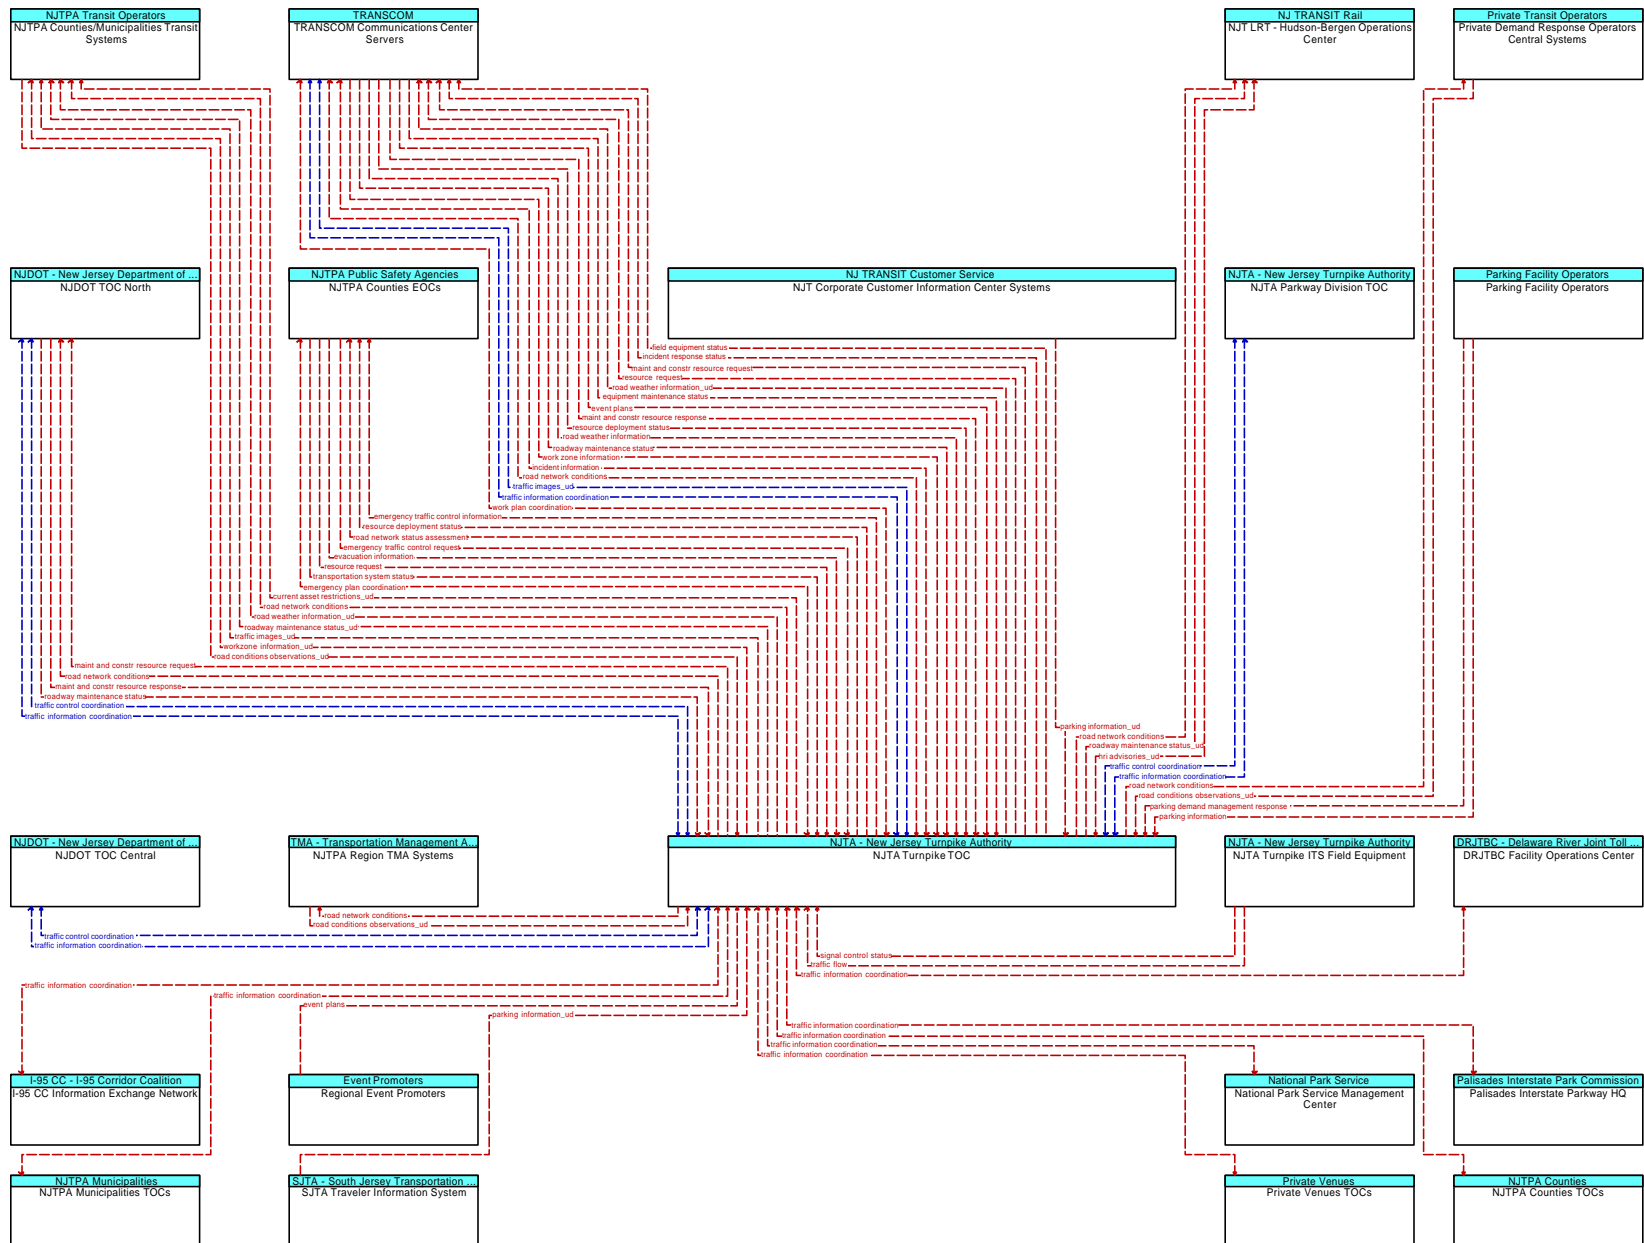 NJTPA Transit Operators
NJTPA Counties/Municipalities Transit
Systems
TRANSCOM
TRANSCOM Communications Center
Servers
NJ TRANSIT Rail
NJT LRT - Hudson-Bergen Operations
Center
Private Transit Operators
Private Demand Response Operators
Central Systems
NJDOT - New Jersey Department of ...
NJDOT TOC North
NJTPA Public Safety Agencies
NJTPA Counties EOCs
NJ TRANSIT Customer Service
NJT Corporate Customer Information Center Systems
NJTA - New Jersey Turnpike Authority
NJTA Parkway Division TOC
Parking Facility Operators
Parking Facility Operators
field equipment status
incident response status
maint and constr resource request
resource request
road weather information_ud
equipment maintenance status
event plans
maint and constr resource response
resource deployment status
road weather information
roadway maintenance status
work zone information
incident information
road network conditions
traffic images_ud
traffic information coordination
work plan coordination
emergency traffic control information
resource deployment status
road network status assessment
emergency traffic control request
evacuation information
resource request
transportation system status
emergency plan coordination
current asset restrictions_ud
road network conditions
road weather information_ud
roadway maintenance status_ud
traffic images_ud
workzone information_ud
road conditions observations_ud
maint and constr resource request
road network conditions
maint and constr resource response
roadway maintenance status
traffic control coordination
traffic information coordination
parking information_ud
road network conditions
roadway maintenance status_ud
hri advisories_ud
traffic control coordination
traffic information coordination
road network conditions
road conditions observations_ud
parking demand management response
parking information
NJDOT - New Jersey Department of ...
NJDOT TOC Central
TMA - Transportation Management A...
NJTPA Region TMA Systems
NJTA - New Jersey Turnpike Authority
NJTA Turnpike TOC
NJTA - New Jersey Turnpike Authority
NJTA Turnpike ITS Field Equipment
DRJTBC - Delaware River Joint Toll ...
DRJTBC Facility Operations Center
road network conditions
road conditions observations_ud
traffic control coordination
traffic information coordination
signal control status
traffic flow
traffic information coordination
traffic information coordination
traffic information coordination
event plans
parking information_ud
traffic information coordination
traffic information coordination
traffic information coordination
traffic information coordination
I-95 CC - I-95 Corridor Coalition
I-95 CC Information Exchange Network
Event Promoters
Regional Event Promoters
National Park Service
National Park Service Management
Center
Palisades Interstate Park Commission
Palisades Interstate Parkway HQ
NJTPA Municipalities
NJTPA Municipalities TOCs
SJTA - South Jersey Transportation ...
SJTA Traveler Information System
Private Venues
Private Venues TOCs
NJTPA Counties
NJTPA Counties TOCs